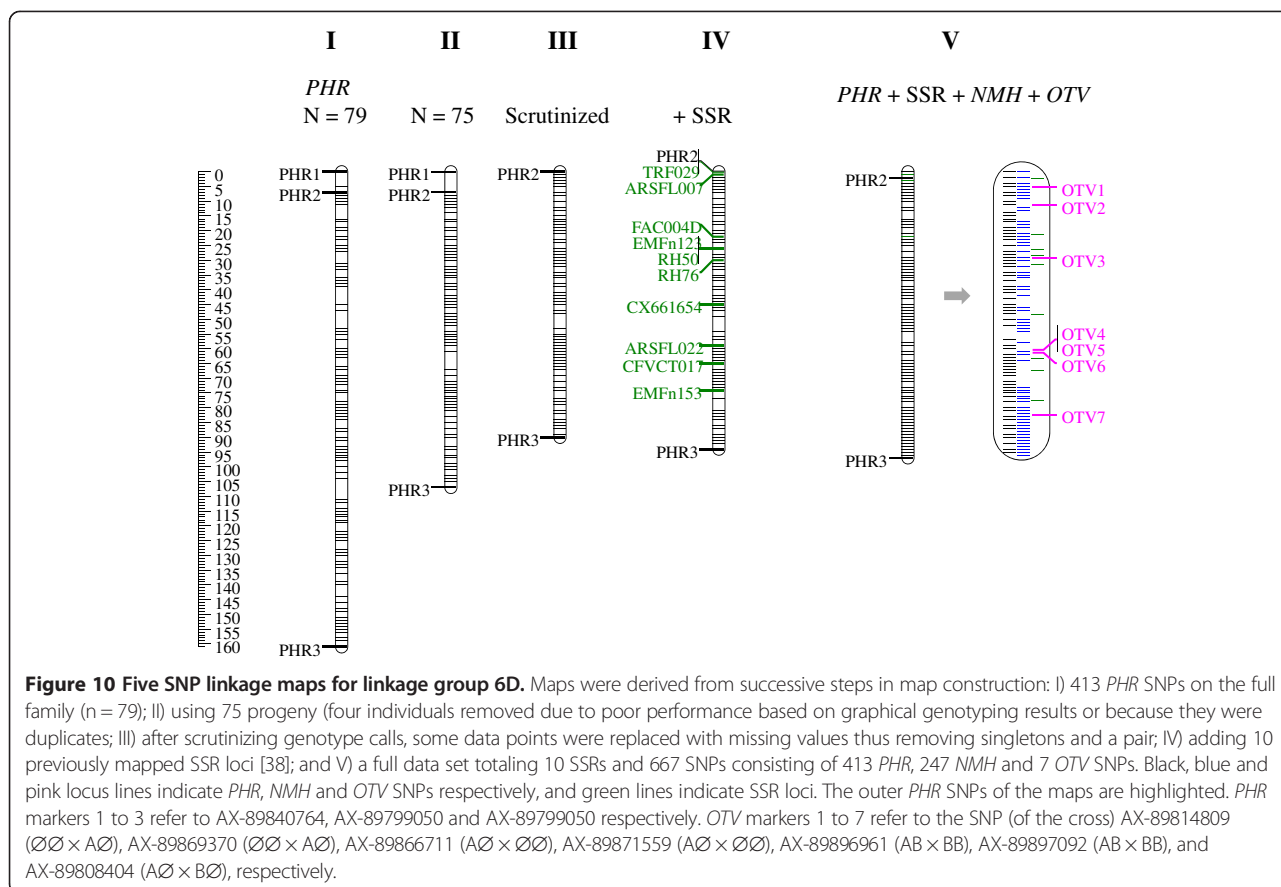 I II III IV V
PHR
N = 79 N = 75 Scrutinized + SSR PHR + SSR + NMH + OTV
0
5
10
15
20
25
30
35
40
45
50
55
60
65
70
75
80
85
90
95
100
105
110
115
120
125
130
135
140
145
150
155
160
PHR1
PHR2
PHR3
PHR1
PHR2
PHR3
PHR2
PHR3
PHR2
TRF029
ARSFL007
FAC004D
EMFn123
RH50
RH76
CX661654
ARSFL022
CFVCT017
EMFn153
PHR3
PHR2
PHR3
OTV1
OTV2
OTV3
OTV4
OTV5
OTV6
OTV7
Figure 10 Five SNP linkage maps for linkage group 6D. Maps were derived from successive steps in map construction: I) 413 PHR SNPs on the full
family (n = 79); II) using 75 progeny (four individuals removed due to poor performance based on graphical genotyping results or because they were
duplicates; III) after scrutinizing genotype calls, some data points were replaced with missing values thus removing singletons and a pair; IV) adding 10
previously mapped SSR loci [38]; and V) a full data set totaling 10 SSRs and 667 SNPs consisting of 413 PHR, 247 NMH and 7 OTV SNPs. Black, blue and
pink locus lines indicate PHR, NMH and OTV SNPs respectively, and green lines indicate SSR loci. The outer PHR SNPs of the maps are highlighted. PHR
markers 1 to 3 refer to AX-89840764, AX-89799050 and AX-89799050 respectively. OTV markers 1 to 7 refer to the SNP (of the cross) AX-89814809
(ØØ × AØ), AX-89869370 (ØØ × AØ), AX-89866711 (AØ × ØØ), AX-89871559 (AØ × ØØ), AX-89896961 (AB × BB), AX-89897092 (AB × BB), and
AX-89808404 (AØ × BØ), respectively.